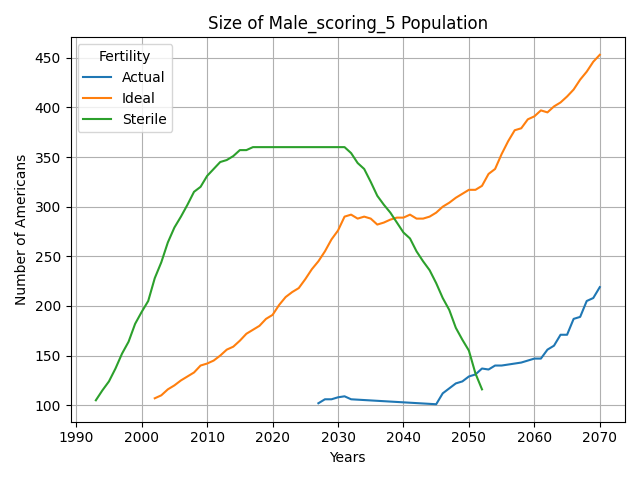 Size of Male_scoring_5 Population
Number of Americans
450
400
350
300
250
200
150
100
Fertility
Actual
Ideal
Sterile
1990 2000 2010 2020 2030 2040 2050 2060 2070
Years